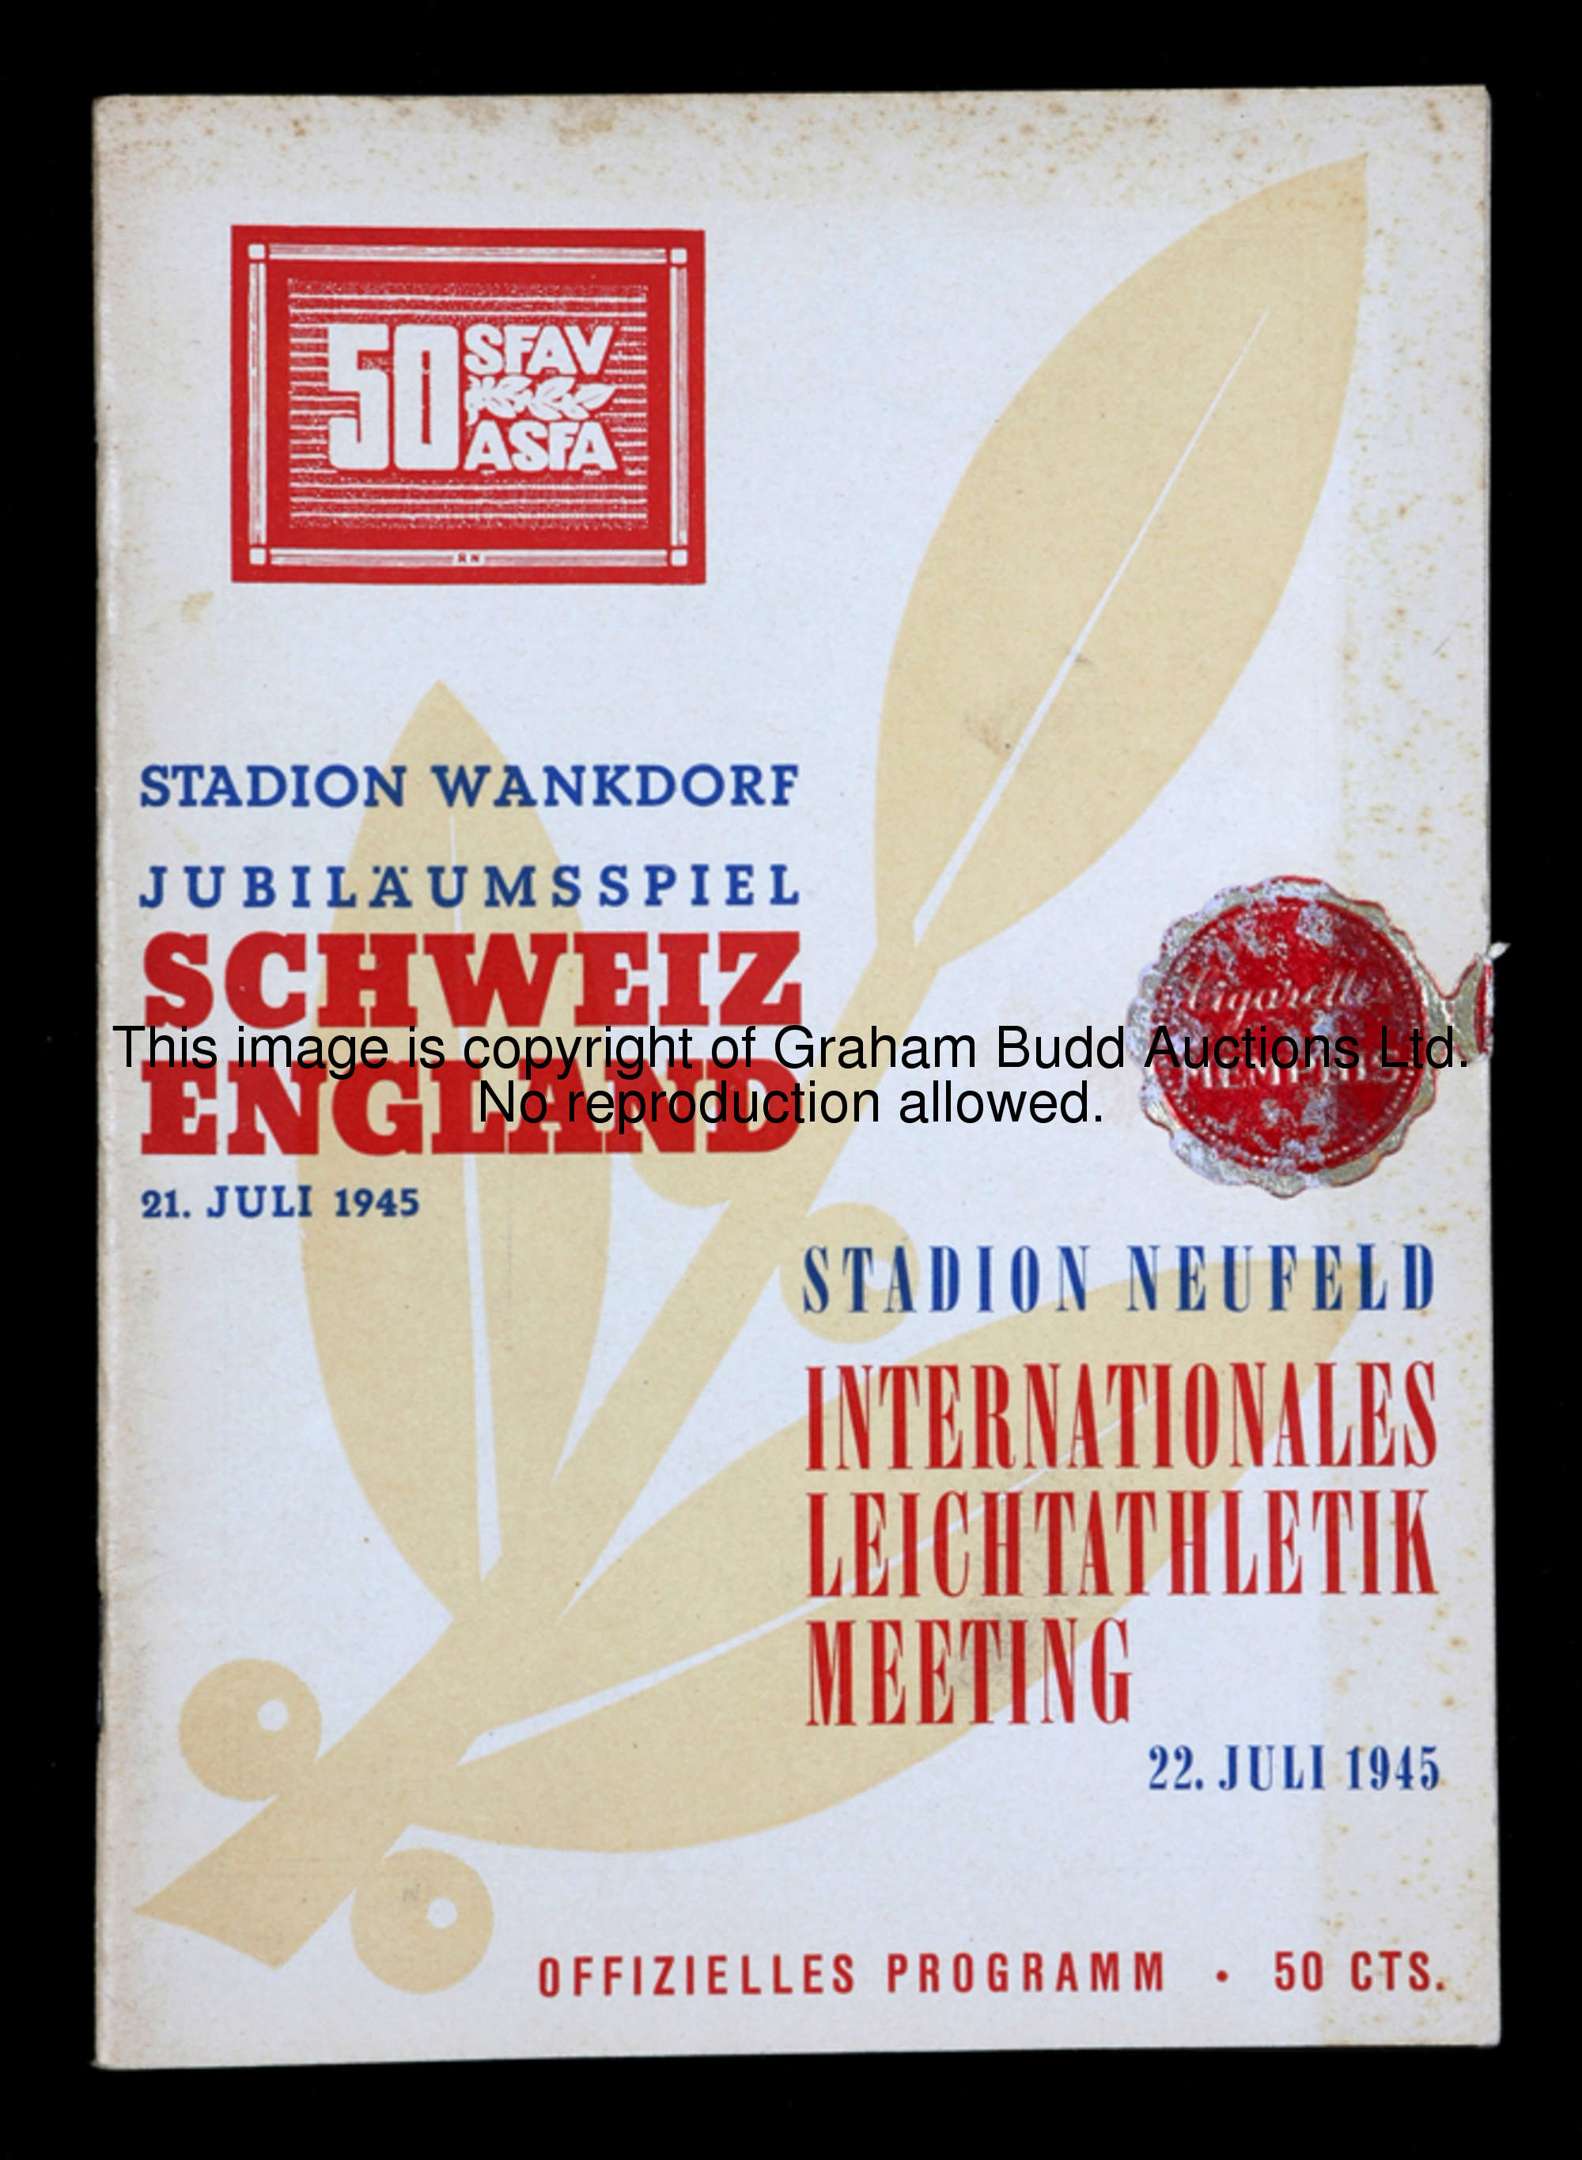 50 SFAV
ASFA
STADION WANKDORF
JUBILÄUMSSPIEL
SCHWEIZ
ENGLAND
21. JULI 1945
This image is copyright of Graham Budd Auctions Ltd.
No reproduction allowed.
Cigarettes
STADION NEUFELD
INTERNATIONALES
LEICHTATHLETIK
MEETING
22. JULI 1945
OFFIZIELLES PROGRAMM • 50 CTS.